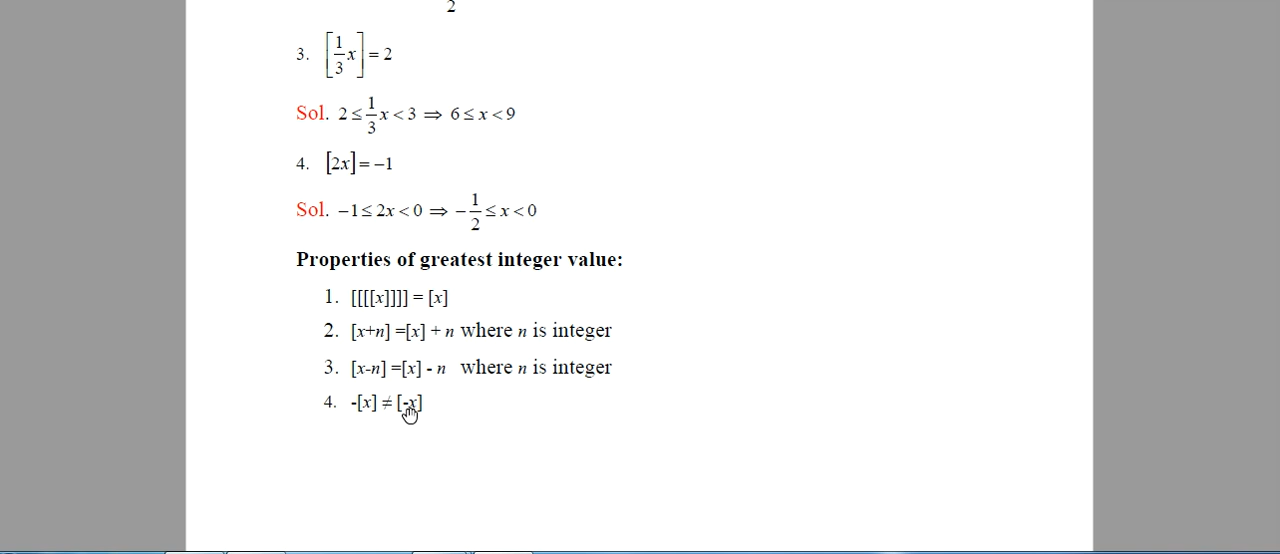 2
3. [1/3 x] = 2
Sol. 2 ≤ 1/3 x < 3 ⇒ 6 ≤ x < 9
4. [2x] = −1
Sol. −1 ≤ 2x < 0 ⇒ −1/2 ≤ x < 0
Properties of greatest integer value:
1. [[[[x]]]] = [x]
2. [x+n] =[x] + n where n is integer
3. [x-n] =[x] - n where n is integer
4. -[x] ≠ [-x]